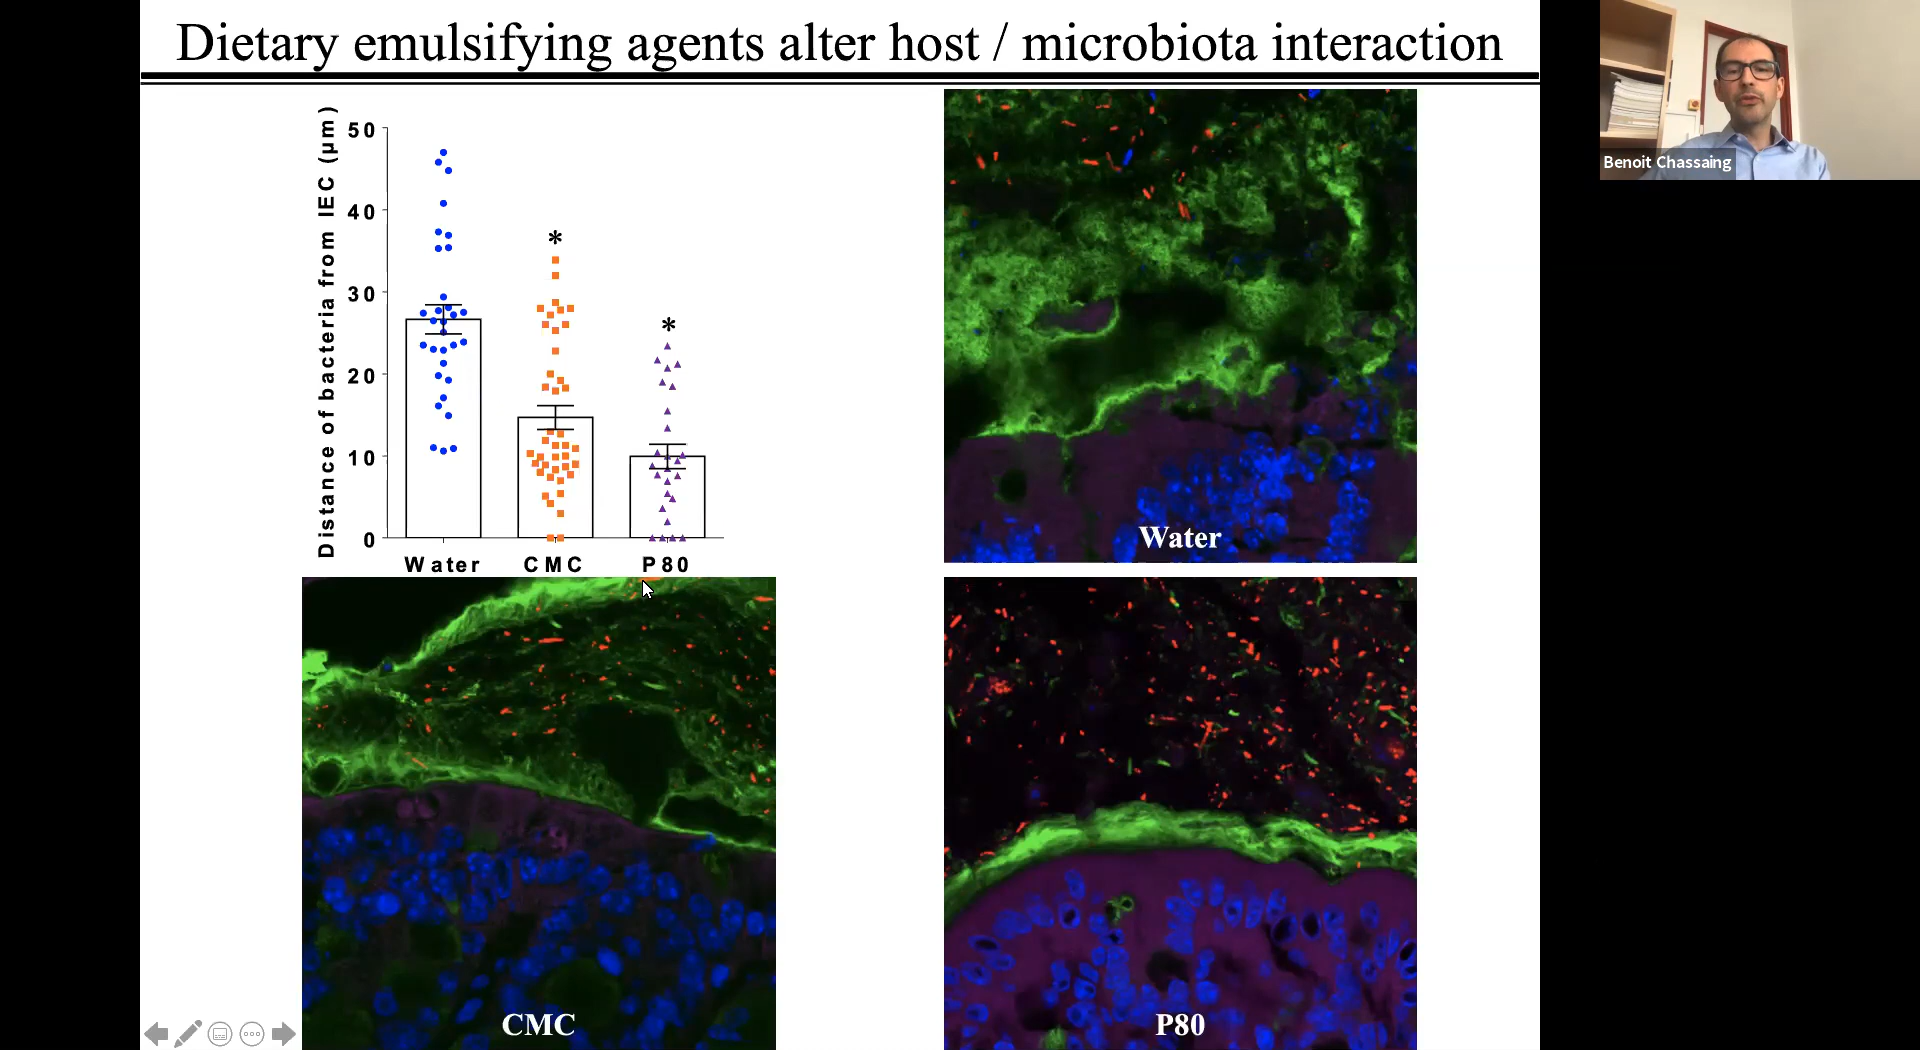 Dietary emulsifying agents alter host / microbiota interaction
Distance of bacteria from IEC (µm)
50
40
30
20
10
0
*
*
Water
CMC
P80
Water
CMC
P80
Benoit Chassaing